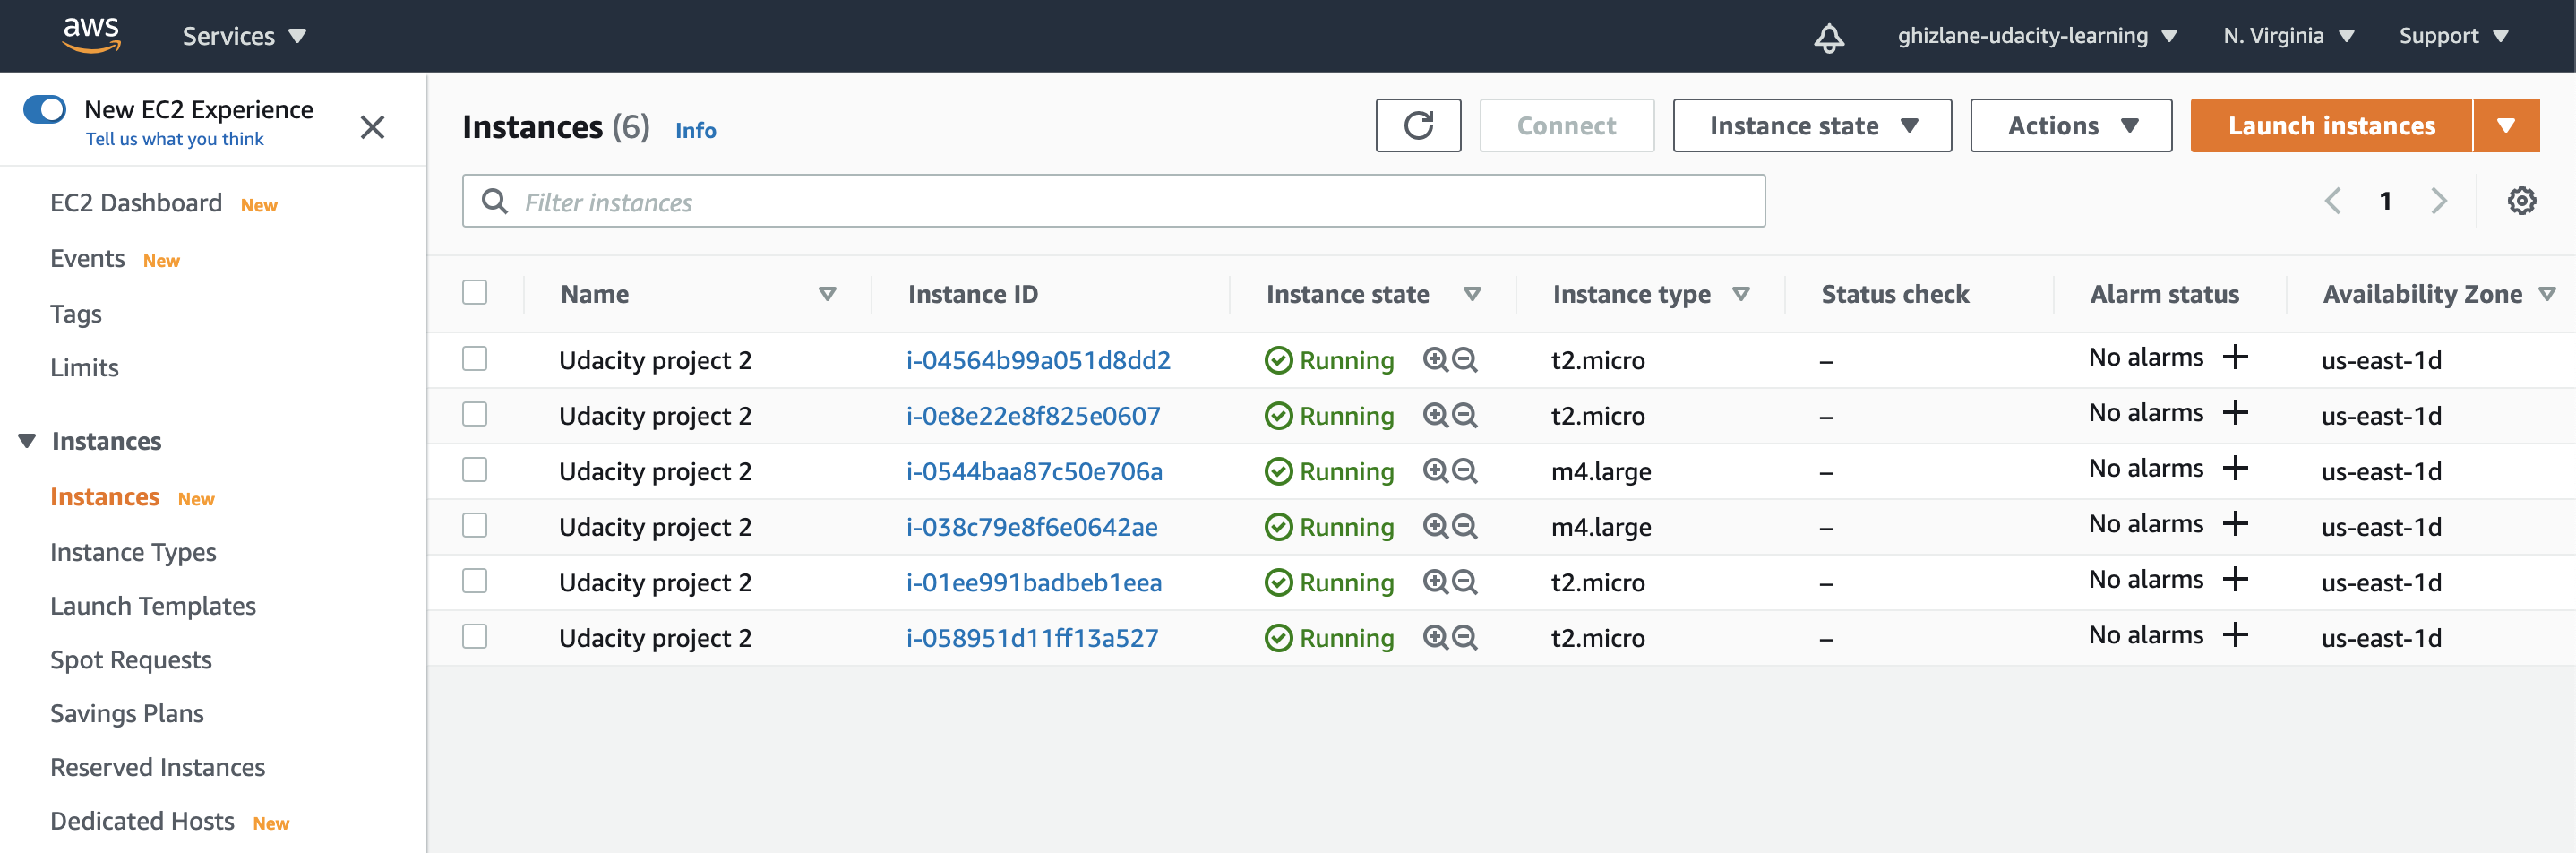 aws Services ghizlane-udacity-learning N. Virginia Support
New EC2 Experience
Tell us what you think
EC2 Dashboard New
Events New
Tags
Limits
Instances
Instances New
Instance Types
Launch Templates
Spot Requests
Savings Plans
Reserved Instances
Dedicated Hosts New
Instances (6) Info Connect Instance state Actions Launch instances
Filter instances 1
Name Instance ID Instance state Instance type Status check Alarm status Availability Zone
Udacity project 2 i-04564b99a051d8dd2 Running t2.micro – No alarms + us-east-1d
Udacity project 2 i-0e8e22e8f825e0607 Running t2.micro – No alarms + us-east-1d
Udacity project 2 i-0544baa87c50e706a Running m4.large – No alarms + us-east-1d
Udacity project 2 i-038c79e8f6e0642ae Running m4.large – No alarms + us-east-1d
Udacity project 2 i-01ee991badbeb1eea Running t2.micro – No alarms + us-east-1d
Udacity project 2 i-058951d11ff13a527 Running t2.micro – No alarms + us-east-1d